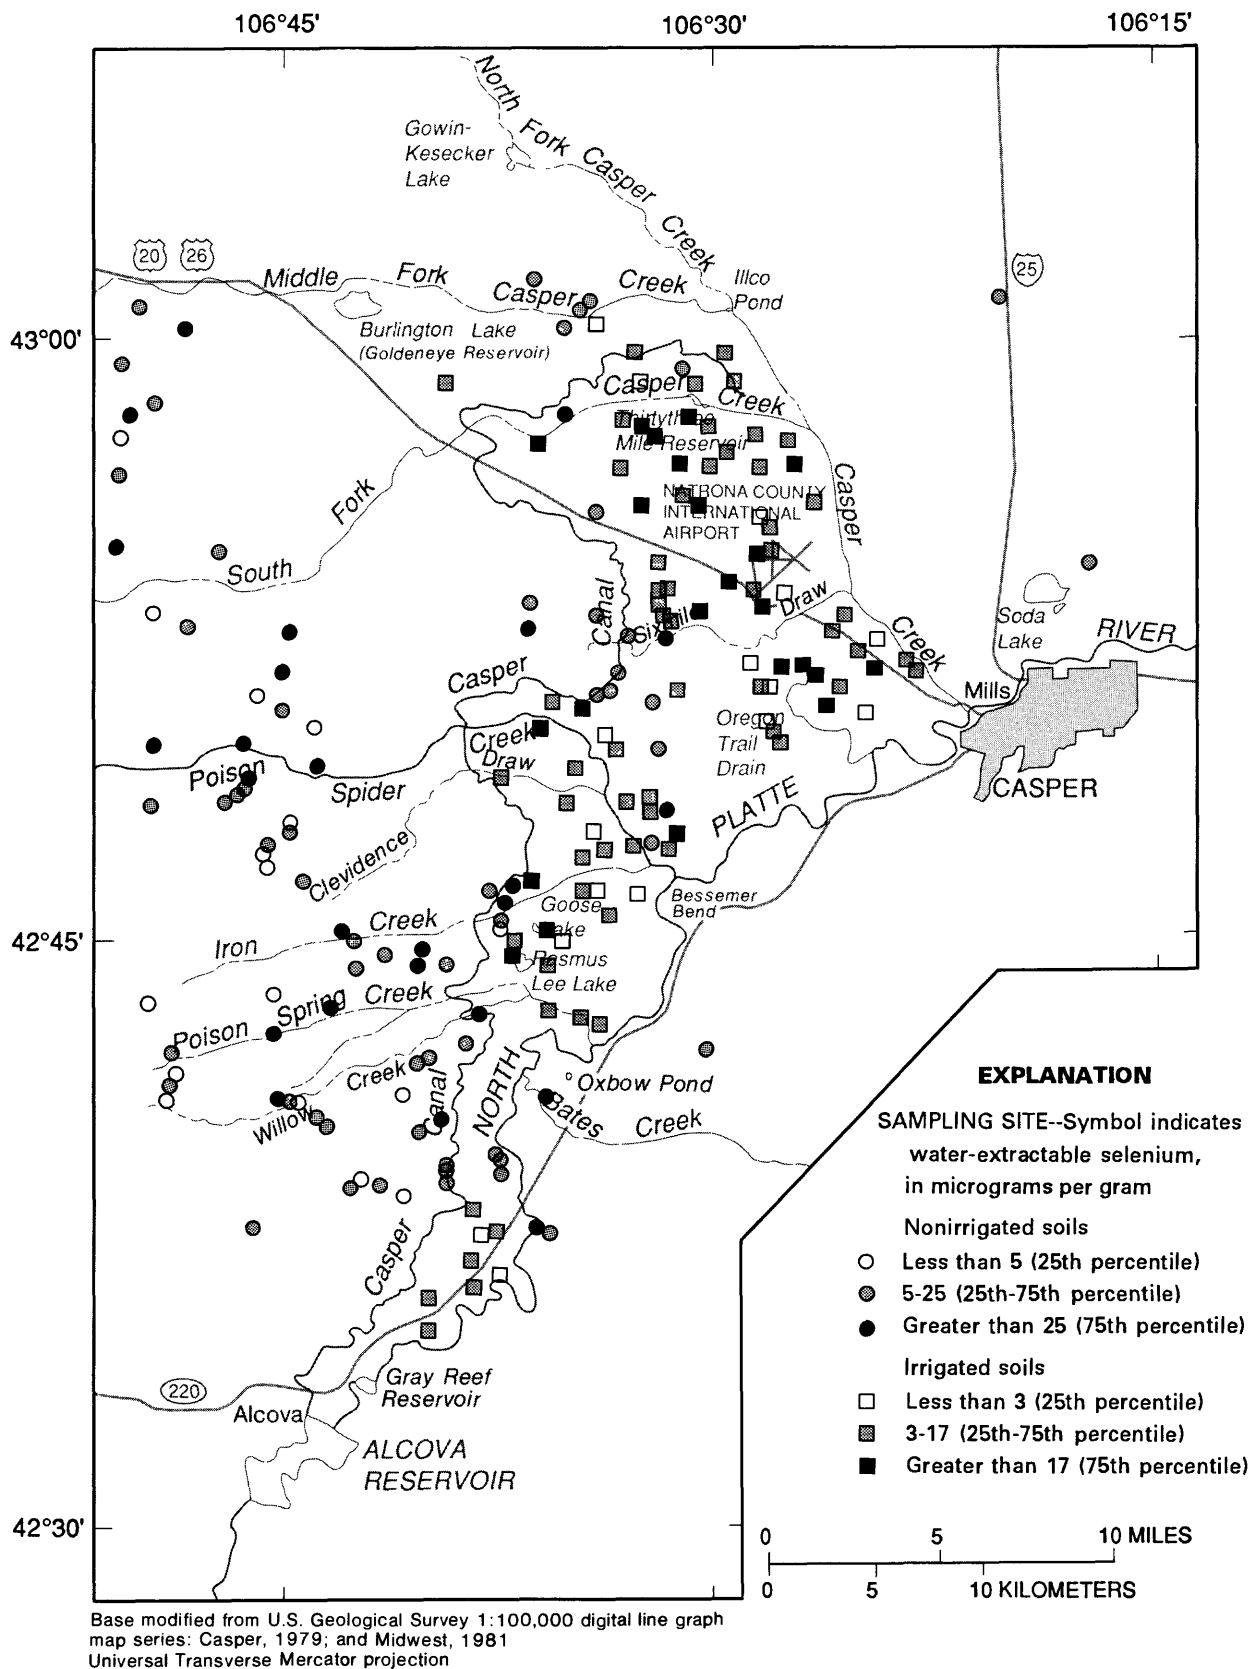 106°45'
106°30'
106°15'
North Fork Casper Creek
Gowin-
Kesecker
Lake
20
26
Middle Fork Casper Creek
Illco
Pond
25
43°00'
Burlington Lake
(Goldeneye Reservoir)
Casper Creek
Thirtythree
Mile Reservoir
NATRONA COUNTY
INTERNATIONAL
AIRPORT
Casper Creek
South Fork
Canal
Sixmile Draw
Soda
Lake
RIVER
Casper
Mills
Creek
Draw
Oregon
Trail
Drain
Poison Spider
CASPER
PLATTE
Clevidence
Bessemer
Bend
Goose
Lake
42°45'
Iron Creek
Rasmus
Lee Lake
Poison Spring Creek
Willow Creek
Canal
NORTH
Oxbow Pond
Bates Creek
Casper
Gray Reef
Reservoir
220
Alcova
ALCOVA
RESERVOIR
42°30'
EXPLANATION
SAMPLING SITE--Symbol indicates
water-extractable selenium,
in micrograms per gram
Nonirrigated soils
Less than 5 (25th percentile)
5-25 (25th-75th percentile)
Greater than 25 (75th percentile)
Irrigated soils
Less than 3 (25th percentile)
3-17 (25th-75th percentile)
Greater than 17 (75th percentile)
0 5 10 MILES
0 5 10 KILOMETERS
Base modified from U.S. Geological Survey 1:100,000 digital line graph
map series: Casper, 1979; and Midwest, 1981
Universal Transverse Mercator projection